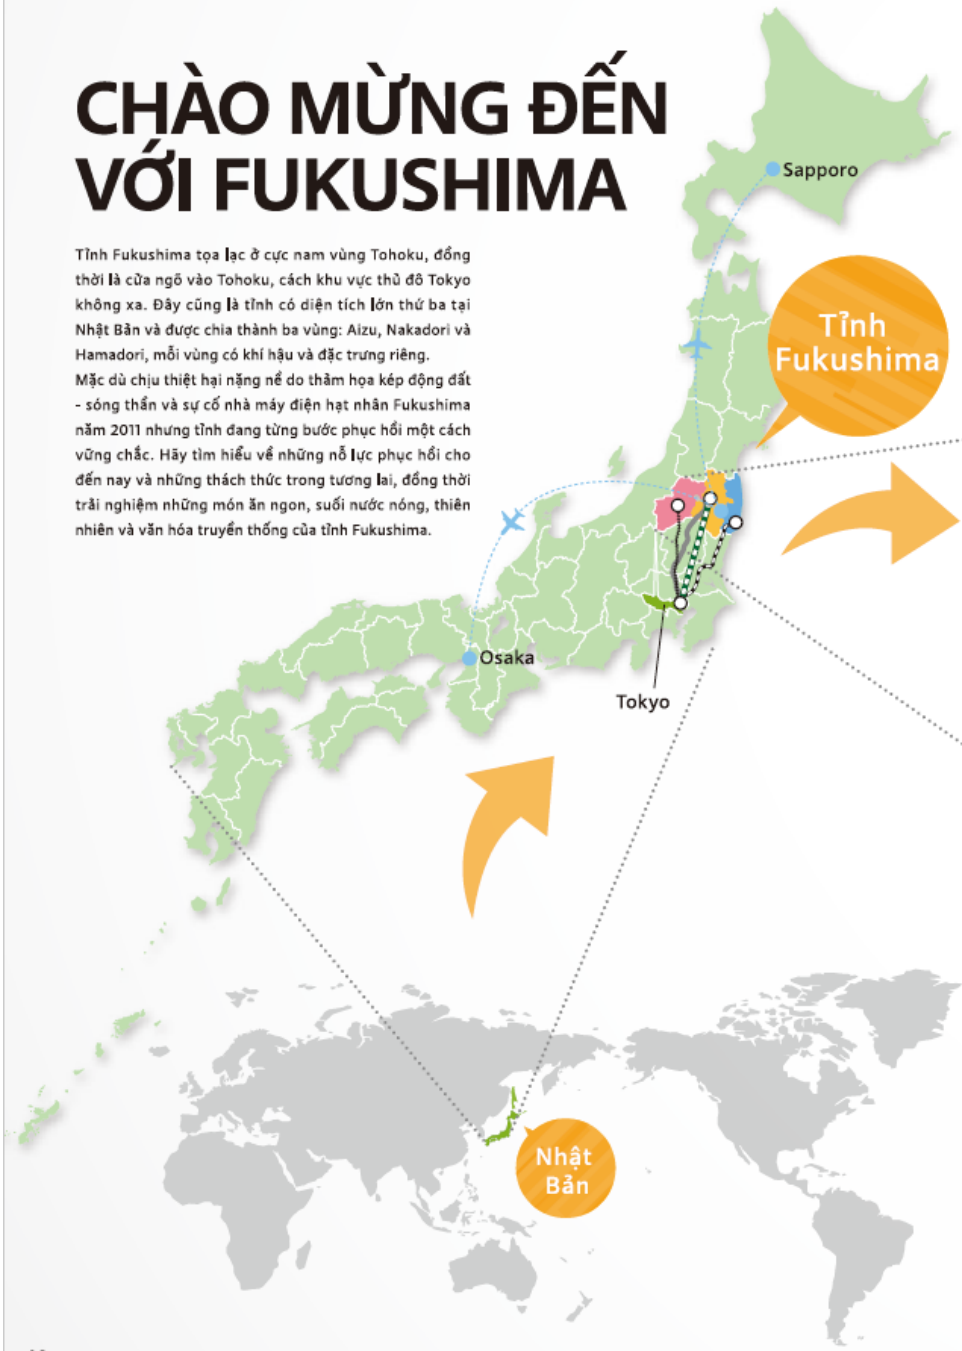 CHÀO MỪNG ĐẾN
VỚI FUKUSHIMA
Tỉnh Fukushima tọa lạc ở cực nam vùng Tohoku, đồng
thời là cửa ngõ vào Tohoku, cách khu vực thủ đô Tokyo
không xa. Đây cũng là tỉnh có diện tích lớn thứ ba tại
Nhật Bản và được chia thành ba vùng: Aizu, Nakadori và
Hamadori, mỗi vùng có khí hậu và đặc trưng riêng.
Mặc dù chịu thiệt hại nặng nề do thảm họa kép động đất
- sóng thần và sự cố nhà máy điện hạt nhân Fukushima
năm 2011 nhưng tỉnh đang từng bước phục hồi một cách
vững chắc. Hãy tìm hiểu về những nỗ lực phục hồi cho
đến nay và những thách thức trong tương lai, đồng thời
trải nghiệm những món ăn ngon, suối nước nóng, thiên
nhiên và văn hóa truyền thống của tỉnh Fukushima.
Sapporo
Tỉnh
Fukushima
Osaka
Tokyo
Nhật
Bản